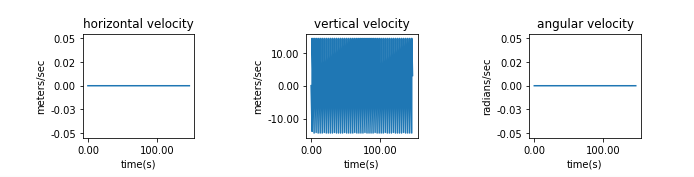 horizontal velocity
meters/sec
0.05
0.02
0.00
-0.03
-0.05
0.00 100.00
time(s)
vertical velocity
meters/sec
10.00
0.00
-10.00
0.00 100.00
time(s)
angular velocity
radians/sec
0.05
0.02
0.00
-0.03
-0.05
0.00 100.00
time(s)